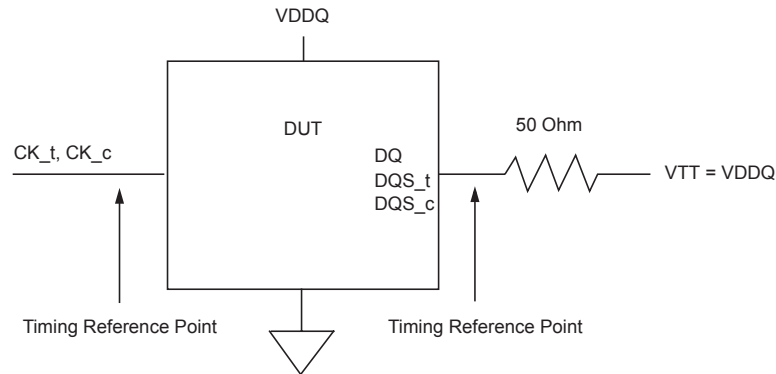 VDDQ
DUT
50 Ohm
CK_t, CK_c
DQ
DQS_t
DQS_c
VTT = VDDQ
Timing Reference Point
Timing Reference Point